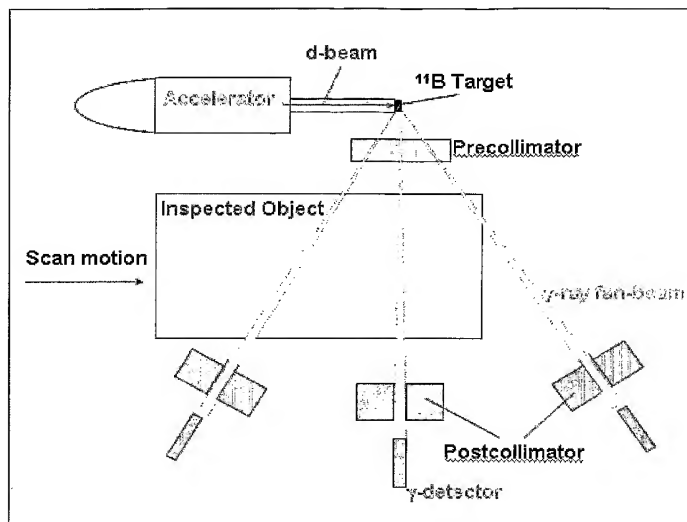 d-beam
Accelerator
¹¹B Target
Precollimator
Inspected Object
Scan motion
γ-ray fan-beam
Postcollimator
γ-detector